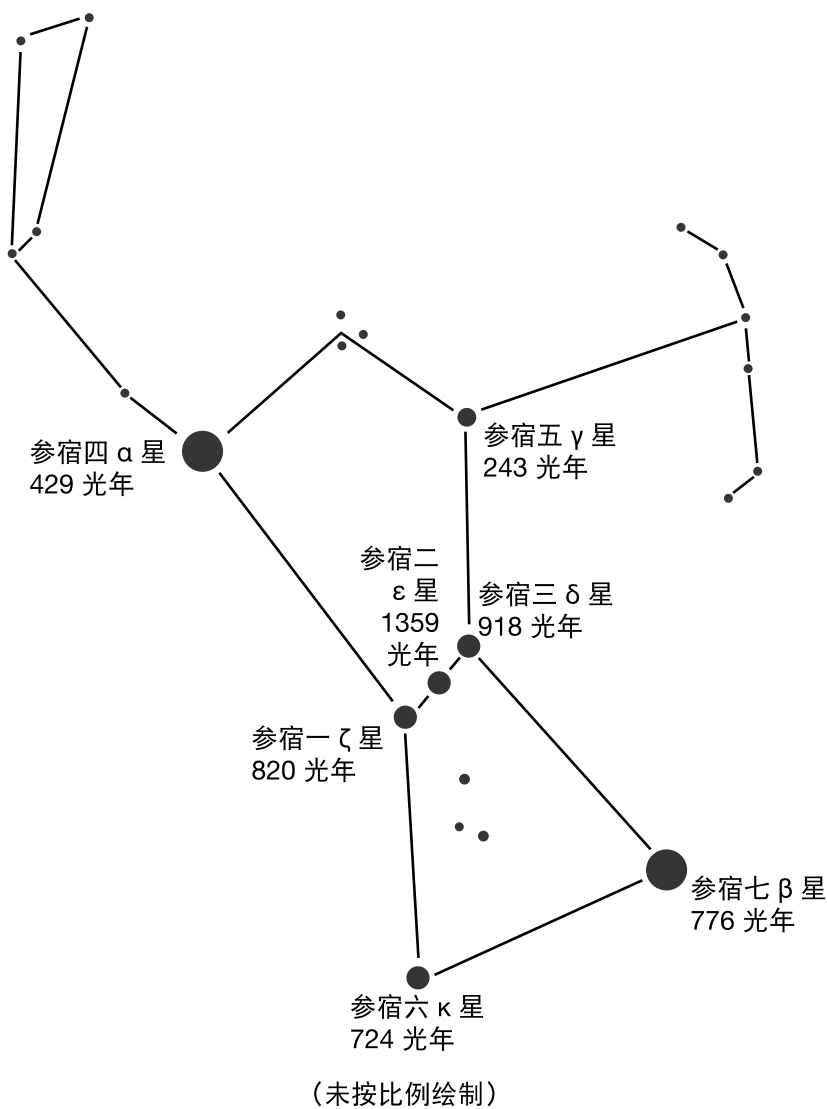 参宿四 α 星
429 光年
参宿五 γ 星
243 光年
参宿二
ε 星
1359
光年
参宿三 δ 星
918 光年
参宿一 ζ 星
820 光年
参宿七 β 星
776 光年
参宿六 κ 星
724 光年
（未按比例绘制）